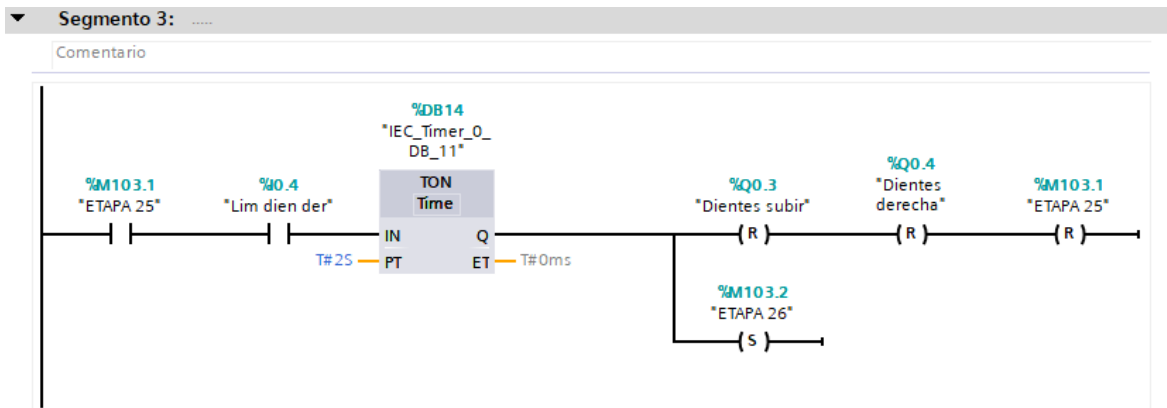 Segmento 3: .....
Comentario
%DB14
"IEC_Timer_0_
DB_11"
%M103.1
"ETAPA 25"
%I0.4
"Lim dien der"
TON
Time
IN
Q
T#2S
PT
ET
T#0ms
%Q0.3
"Dientes subir"
R
%Q0.4
"Dientes
derecha"
R
%M103.1
"ETAPA 25"
R
%M103.2
"ETAPA 26"
S